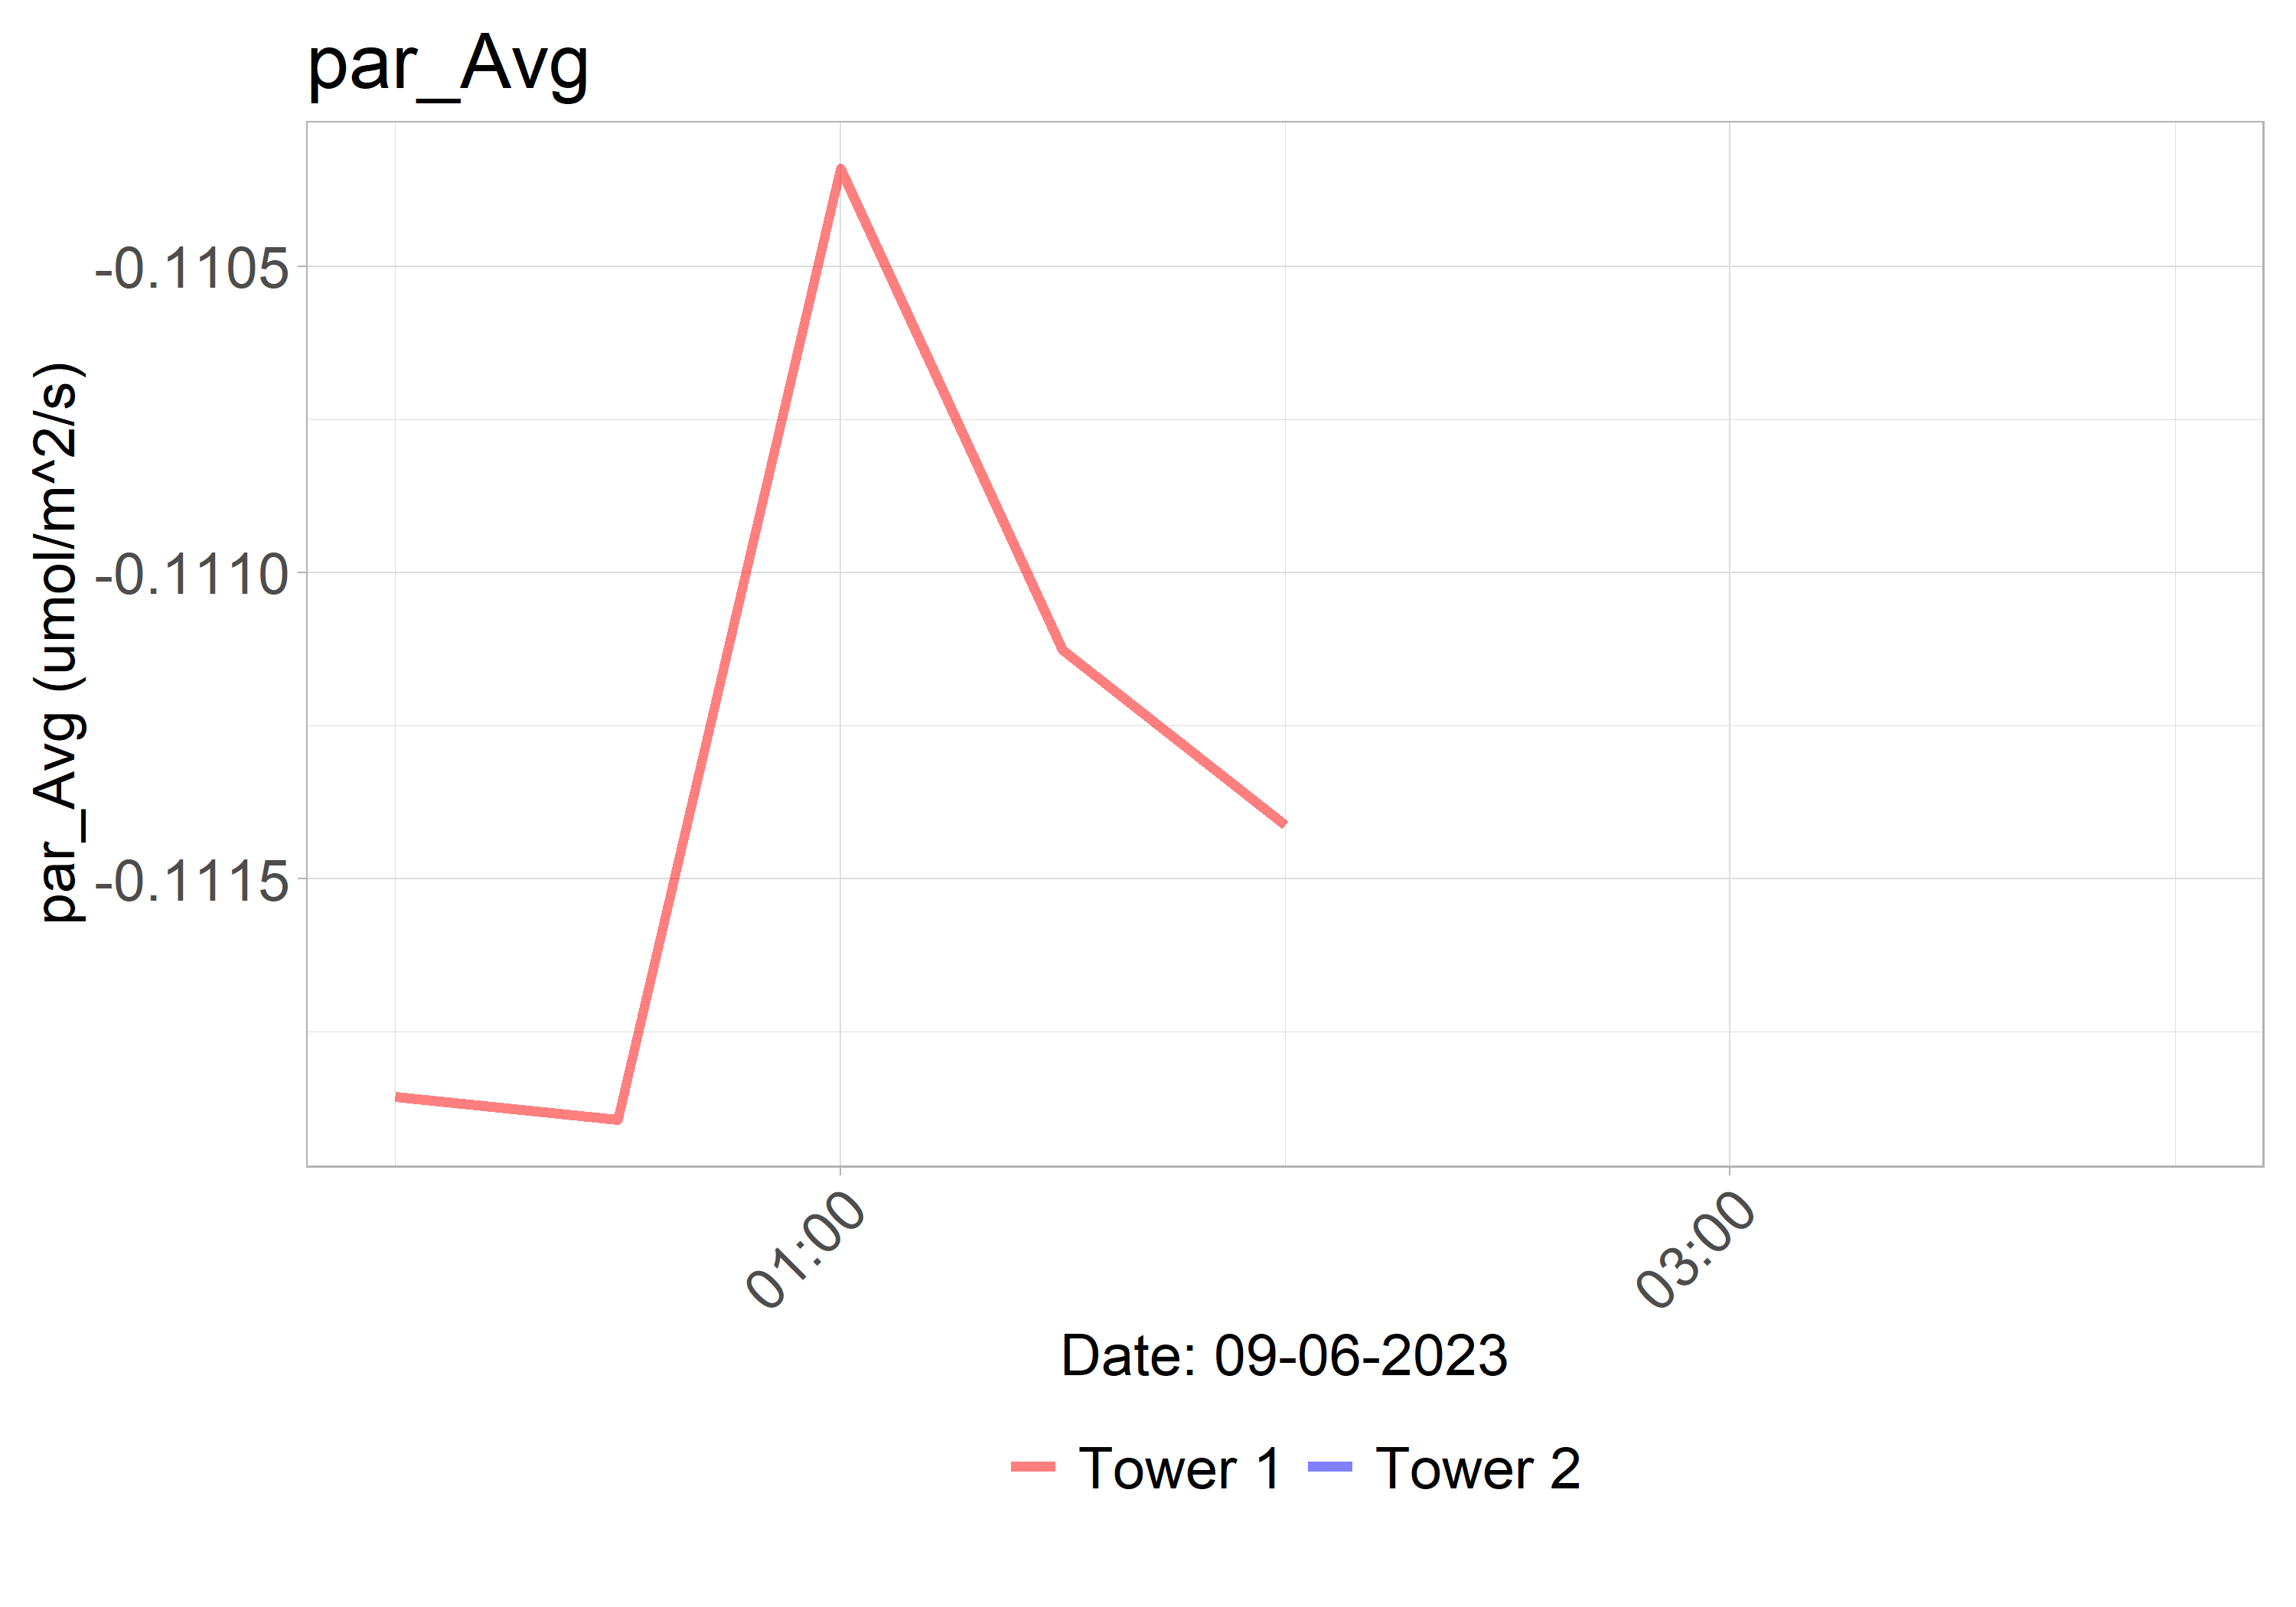 par_Avg
par_Avg (umol/m^2/s)
-0.1105
-0.1110
-0.1115
01:00
03:00
Date: 09-06-2023
Tower 1
Tower 2